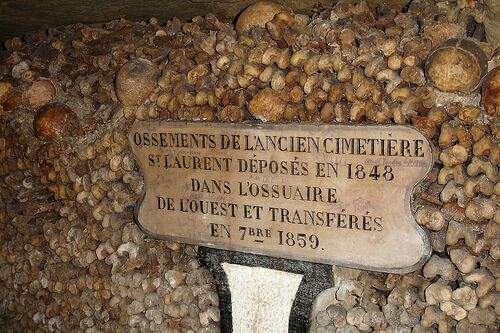 OSSEMENTS DE L'ANCIEN CIMETIÈRE
ST LAURENT DÉPOSÉS EN 1848
DANS L'OSSUAIRE
DE L'OUEST ET TRANSFÉRÉS
EN 7BRE 1859.